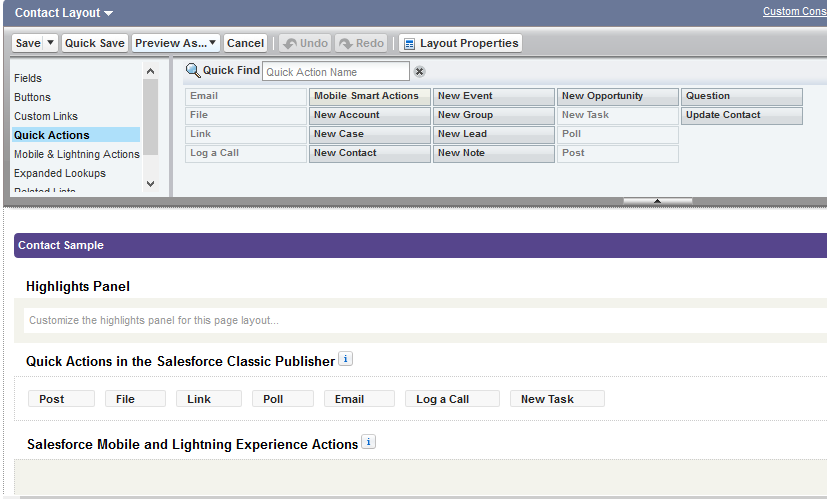 Contact Layout Custom Cons
Save Quick Save Preview As... Cancel Undo Redo Layout Properties
Fields
Buttons
Custom Links
Quick Actions
Mobile & Lightning Actions
Expanded Lookups
Related Lists
Quick Find Quick Action Name
Email Mobile Smart Actions New Event New Opportunity Question
File New Account New Group New Task Update Contact
Link New Case New Lead Poll
Log a Call New Contact New Note Post
Contact Sample
Highlights Panel
Customize the highlights panel for this page layout...
Quick Actions in the Salesforce Classic Publisher i
Post File Link Poll Email Log a Call New Task
Salesforce Mobile and Lightning Experience Actions i